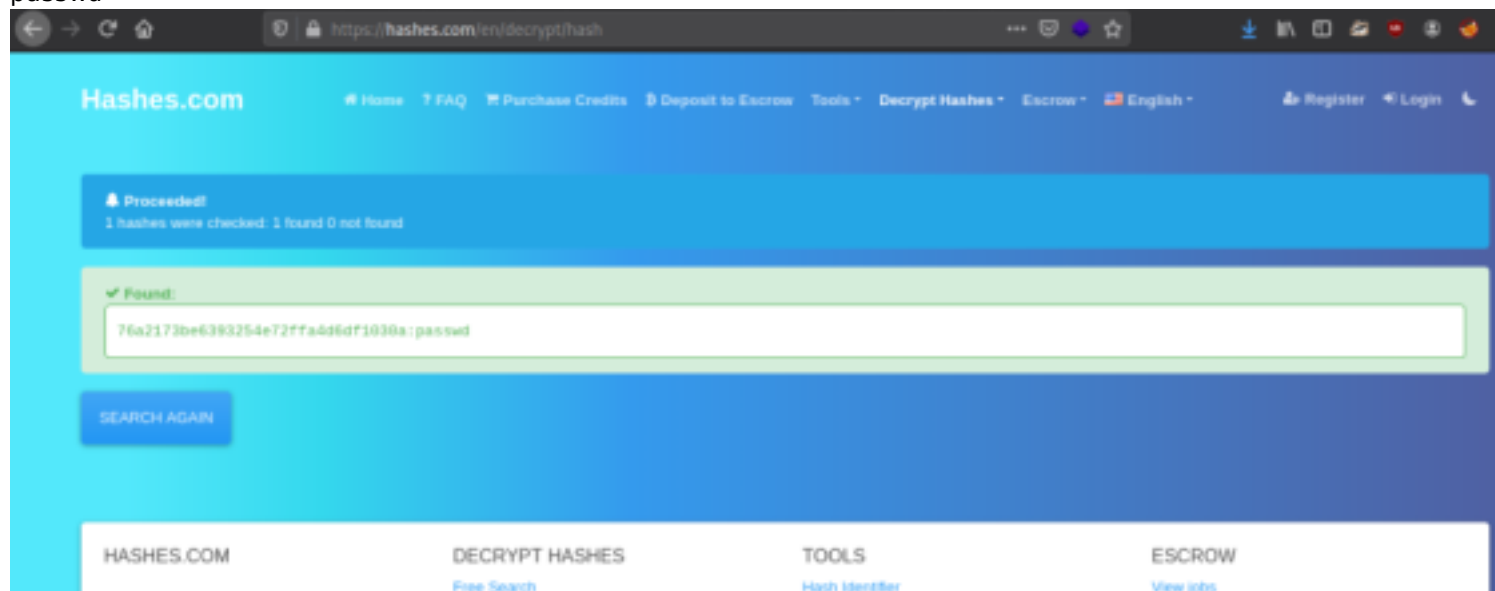 passwd
https://hashes.com/en/decrypt/hash
Hashes.com Home ? FAQ Purchase Credits Deposit to Escrow Tools Decrypt Hashes Escrow English Register Login
Proceeded!
1 hashes were checked: 1 found 0 not found
Found:
76a2173be6393254e72ffa4d6df1030a:passwd
SEARCH AGAIN
HASHES.COM DECRYPT HASHES TOOLS ESCROW
Free Search Hash Identifier View jobs